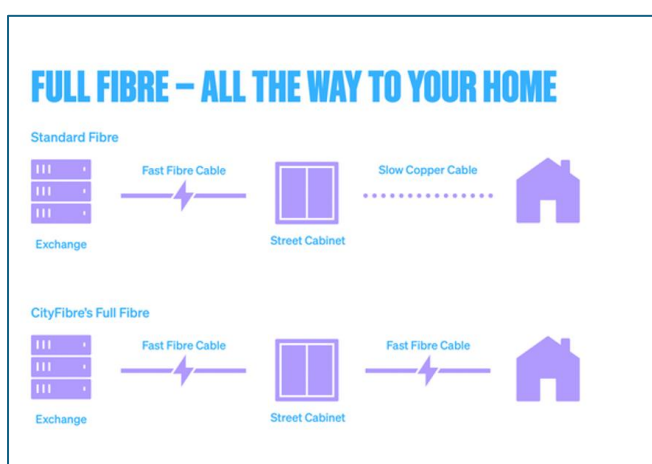 FULL FIBRE – ALL THE WAY TO YOUR HOME
Standard Fibre
Fast Fibre Cable
Slow Copper Cable
Exchange
Street Cabinet
CityFibre's Full Fibre
Fast Fibre Cable
Fast Fibre Cable
Exchange
Street Cabinet